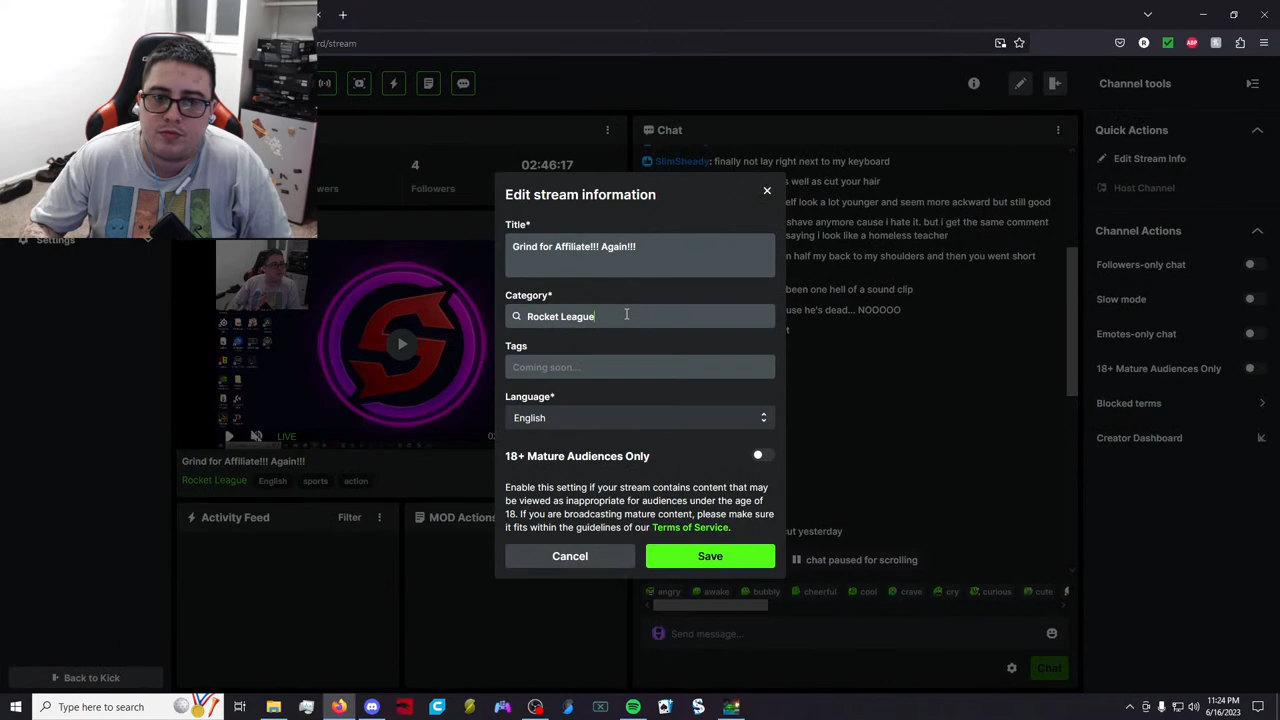 rd/stream
Channel tools
4
02:46:17
wers
Followers
Settings
Chat
SlimSheady: finally not lay right next to my keyboard
s well as cut your hair
elf look a lot younger and seem more ackward but still good
shave anymore cause i hate it. but i get the same comment
saying i look like a homeless teacher
n half my back to my shoulders and then you went short
been one hell of a sound clip
use he's dead... NOOOOO
Quick Actions
Edit Stream Info
Host Channel
Channel Actions
Followers-only chat
Slow mode
Emotes-only chat
18+ Mature Audiences Only
Blocked terms
Creator Dashboard
Edit stream information
Title*
Grind for Affiliate!!! Again!!!
Category*
Rocket League
Tags
Coming soon...
Language*
English
18+ Mature Audiences Only
Enable this setting if your stream contains content that may
be viewed as inappropriate for audiences under the age of
18. If you are broadcasting mature content, please make sure
it fits within the guidelines of our Terms of Service.
Cancel
Save
LIVE
Grind for Affiliate!!! Again!!!
Rocket League
English
sports
action
Activity Feed
Filter
MOD Actions
cut yesterday
chat paused for scrolling
angry
awake
bubbly
cheerful
cool
crave
cry
curious
cute
Send message...
Chat
Back to Kick
Type here to search
11:24 PM
6/16/2023